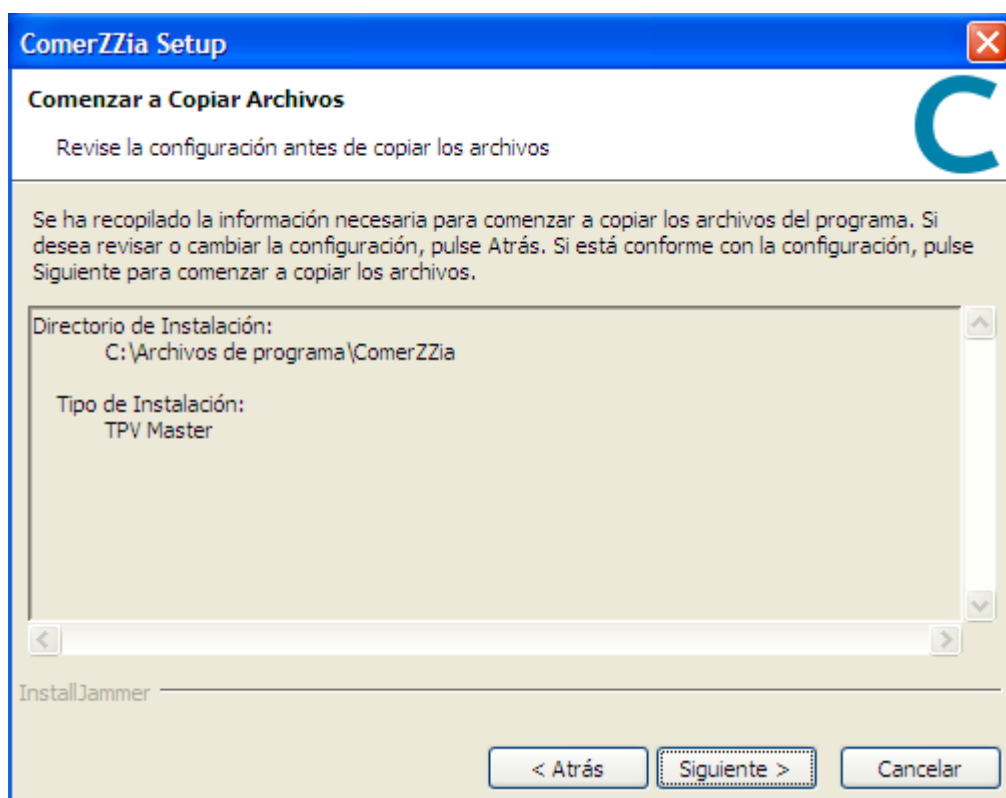 ComerZZia Setup
Comenzar a Copiar Archivos
Revise la configuración antes de copiar los archivos
Se ha recopilado la información necesaria para comenzar a copiar los archivos del programa. Si
desea revisar o cambiar la configuración, pulse Atrás. Si está conforme con la configuración, pulse
Siguiente para comenzar a copiar los archivos.
Directorio de Instalación:
C:\Archivos de programa\ComerZZia
Tipo de Instalación:
TPV Master
InstallJammer
< Atrás
Siguiente >
Cancelar